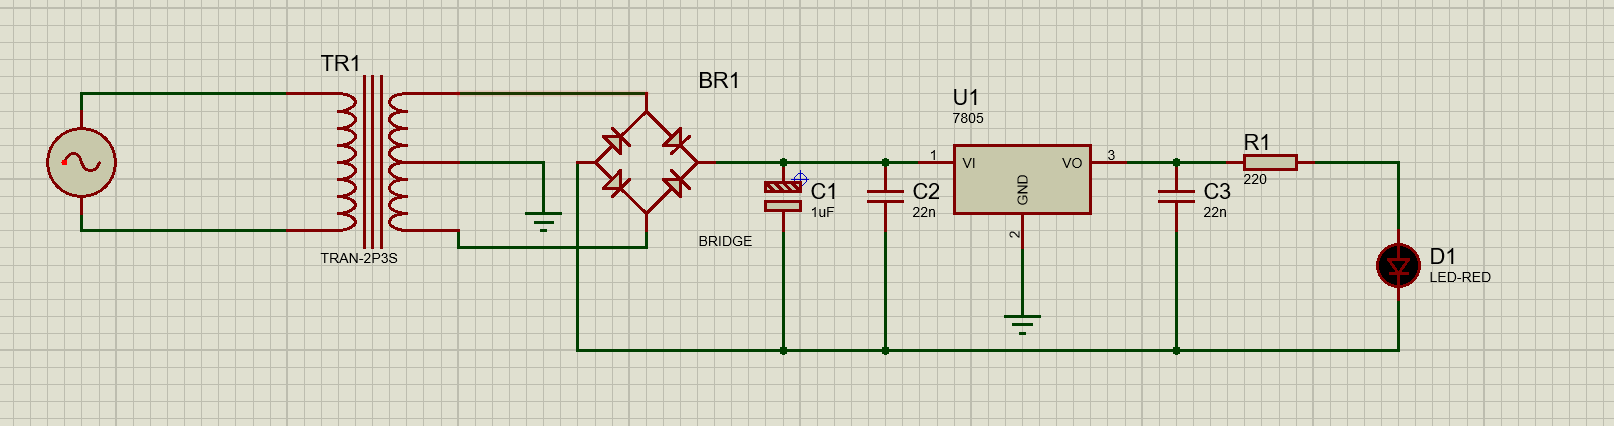 TR1
TRAN-2P3S
BR1
BRIDGE
C1
1uF
C2
22n
U1
7805
1
VI
VO
3
GND
2
C3
22n
R1
220
D1
LED-RED